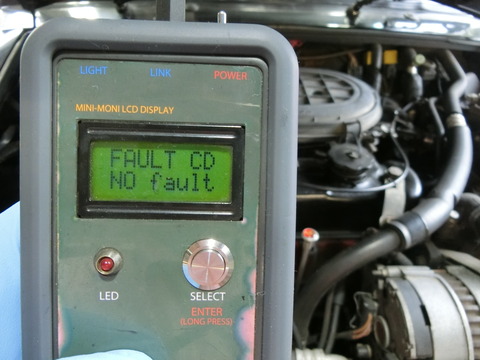 LIGHT LINK POWER
MINI-MONI LCD DISPLAY
FAULT CD
NO fault
LED SELECT
ENTER
(LONG PRESS)